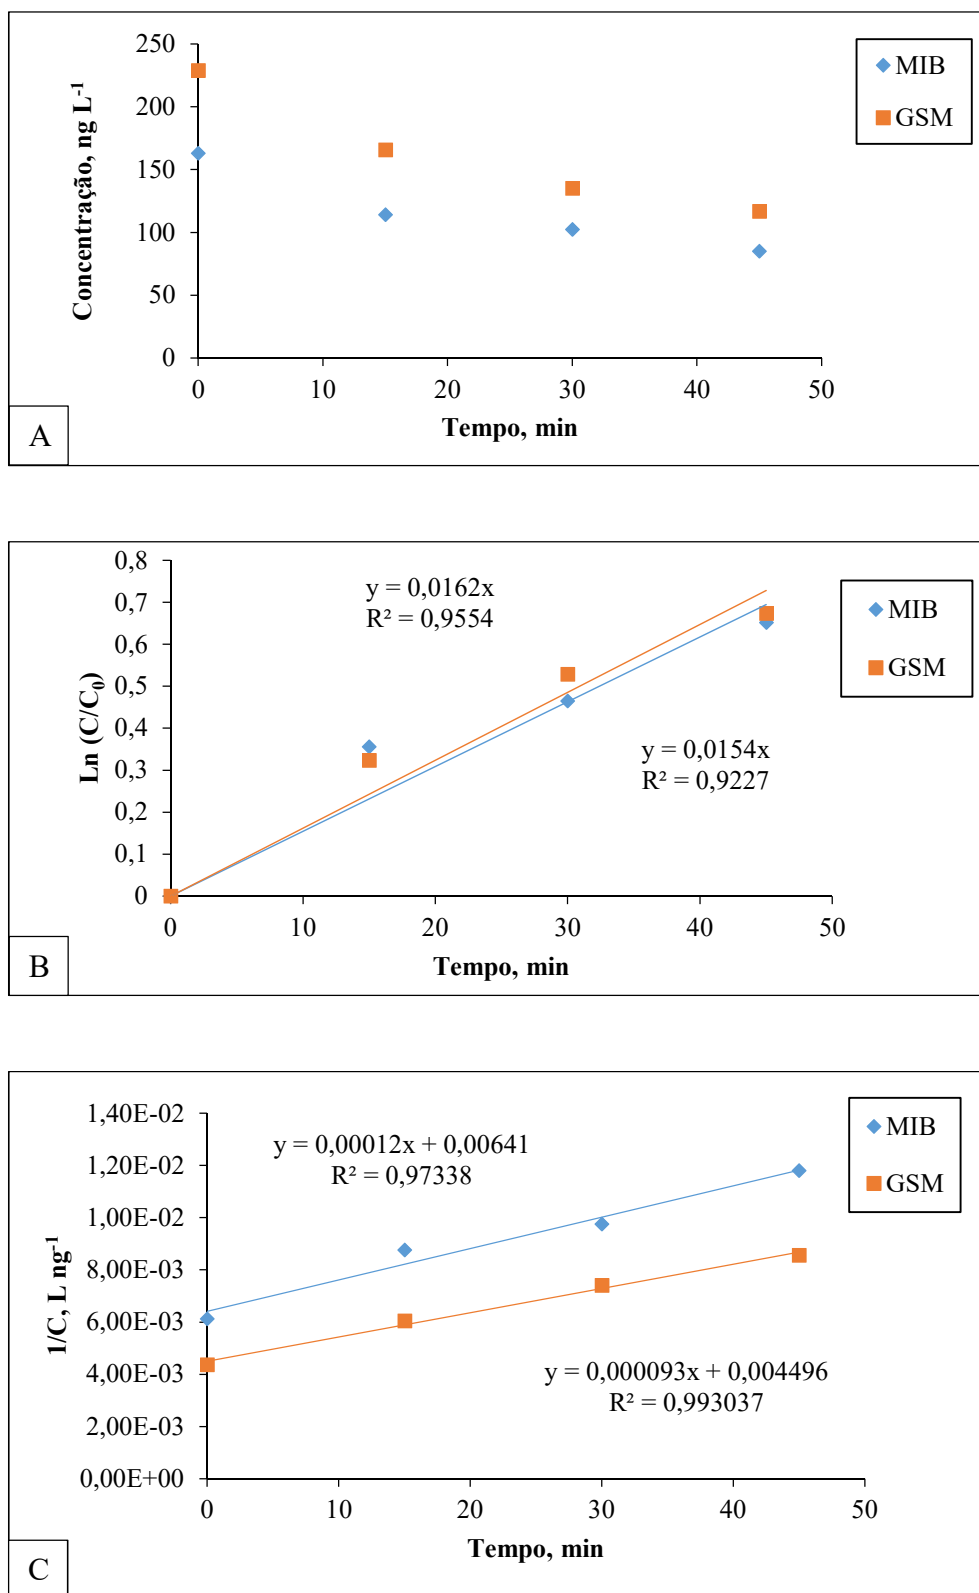 250
200
150
100
50
0
Concentração, ng L⁻¹
0 10 20 30 40 50
Tempo, min
MIB
GSM
A
0,8
0,7
0,6
0,5
0,4
0,3
0,2
0,1
0
Ln (C/C₀)
y = 0,0162x
R² = 0,9554
y = 0,0154x
R² = 0,9227
0 10 20 30 40 50
Tempo, min
MIB
GSM
B
1,40E-02
1,20E-02
1,00E-02
8,00E-03
6,00E-03
4,00E-03
2,00E-03
0,00E+00
1/C, L ng⁻¹
y = 0,00012x + 0,00641
R² = 0,97338
y = 0,000093x + 0,004496
R² = 0,993037
0 10 20 30 40 50
Tempo, min
MIB
GSM
C